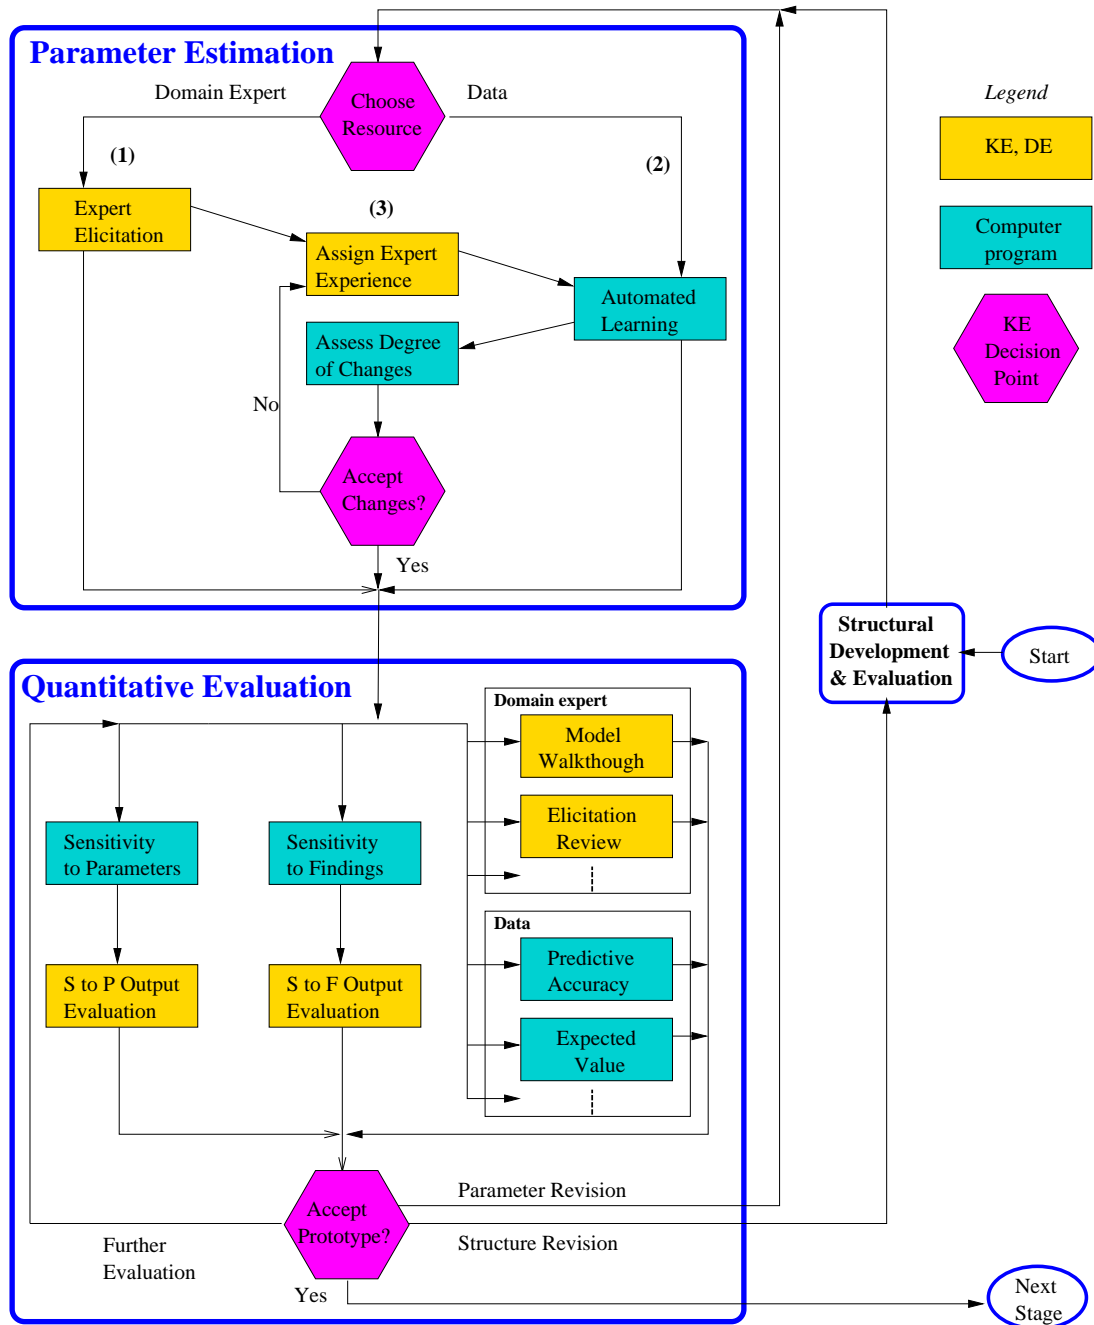 Parameter Estimation
Domain Expert
Data
Choose
Resource
Legend
KE, DE
(1)
(2)
(3)
Expert
Elicitation
Assign Expert
Experience
Computer
program
Automated
Learning
Assess Degree
of Changes
KE
Decision
Point
No
Accept
Changes?
Yes
Structural
Development
& Evaluation
Start
Quantitative Evaluation
Domain expert
Model
Walkthough
Elicitation
Review
Sensitivity
to Parameters
Sensitivity
to Findings
Data
Predictive
Accuracy
S to P Output
Evaluation
S to F Output
Evaluation
Expected
Value
Accept
Prototype?
Parameter Revision
Structure Revision
Further
Evaluation
Yes
Next
Stage